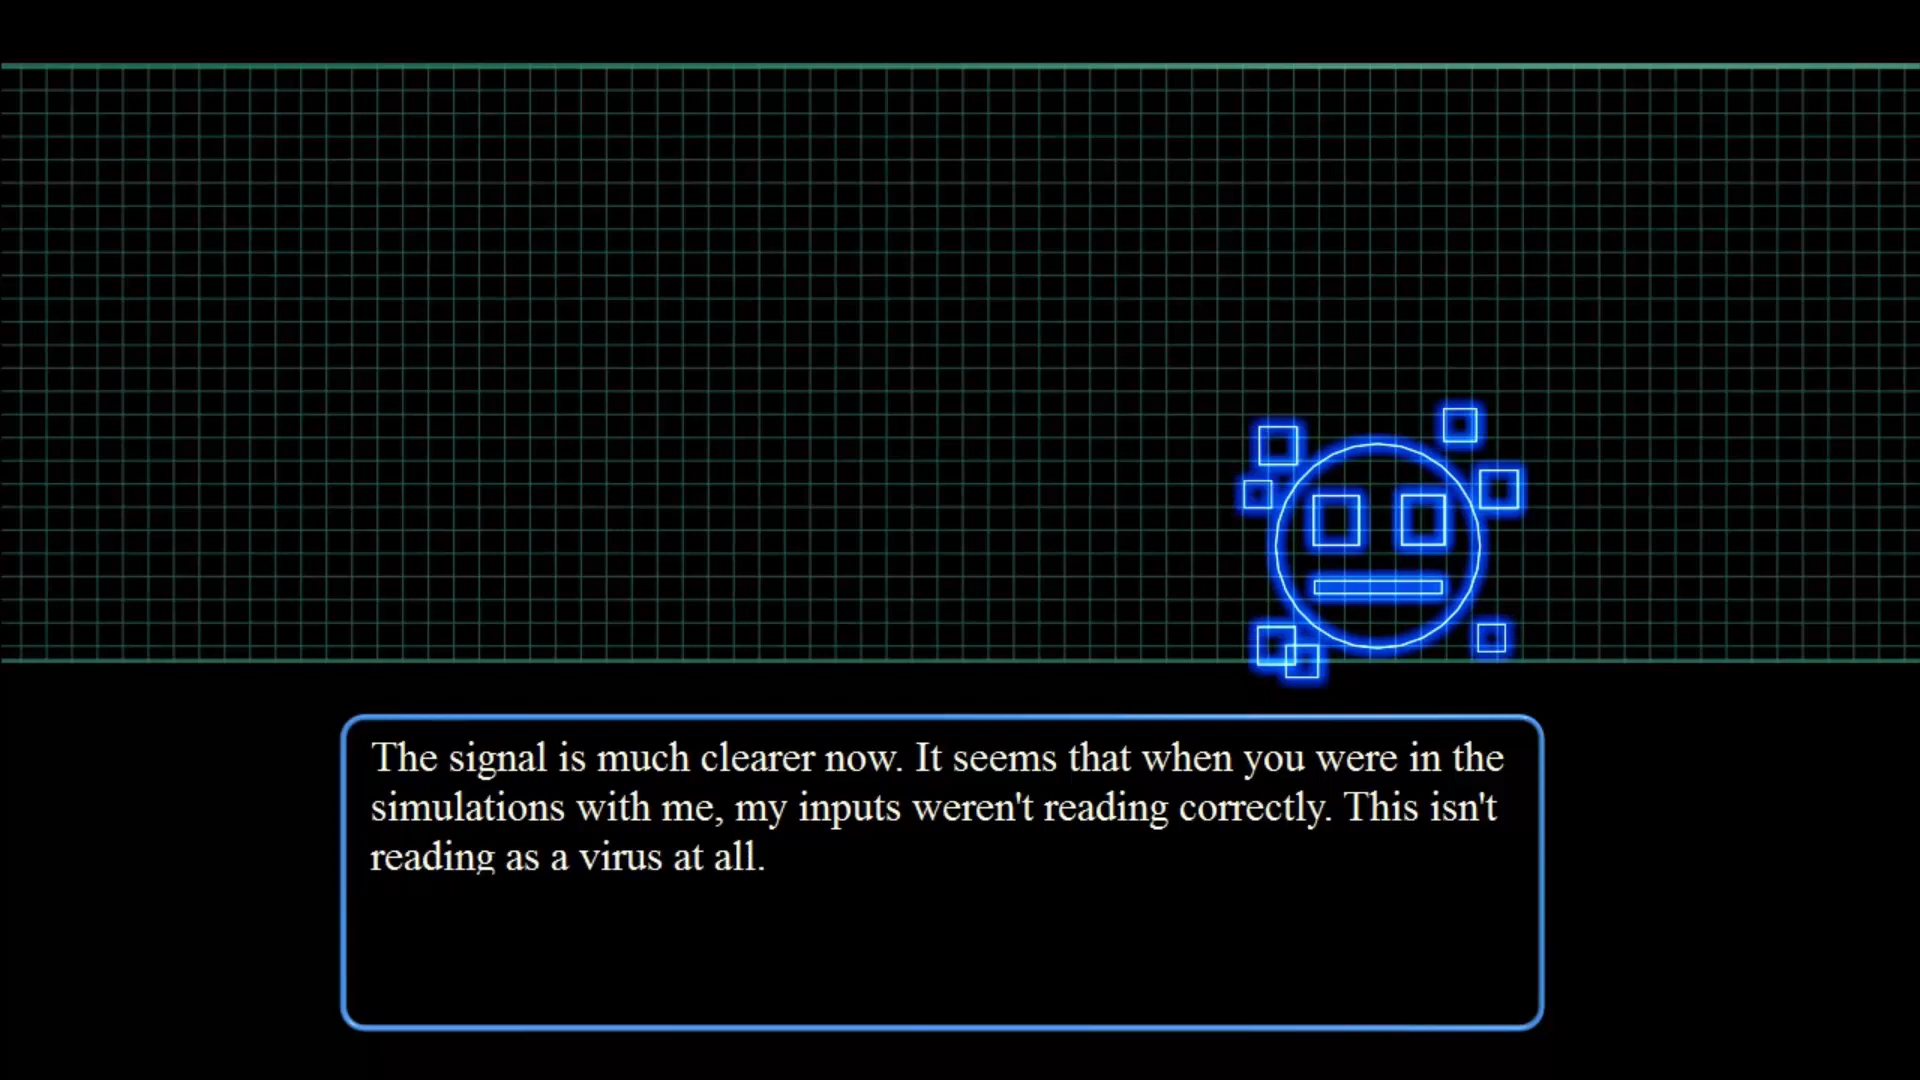 The signal is much clearer now. It seems that when you were in the
simulations with me, my inputs weren't reading correctly. This isn't
reading as a virus at all.